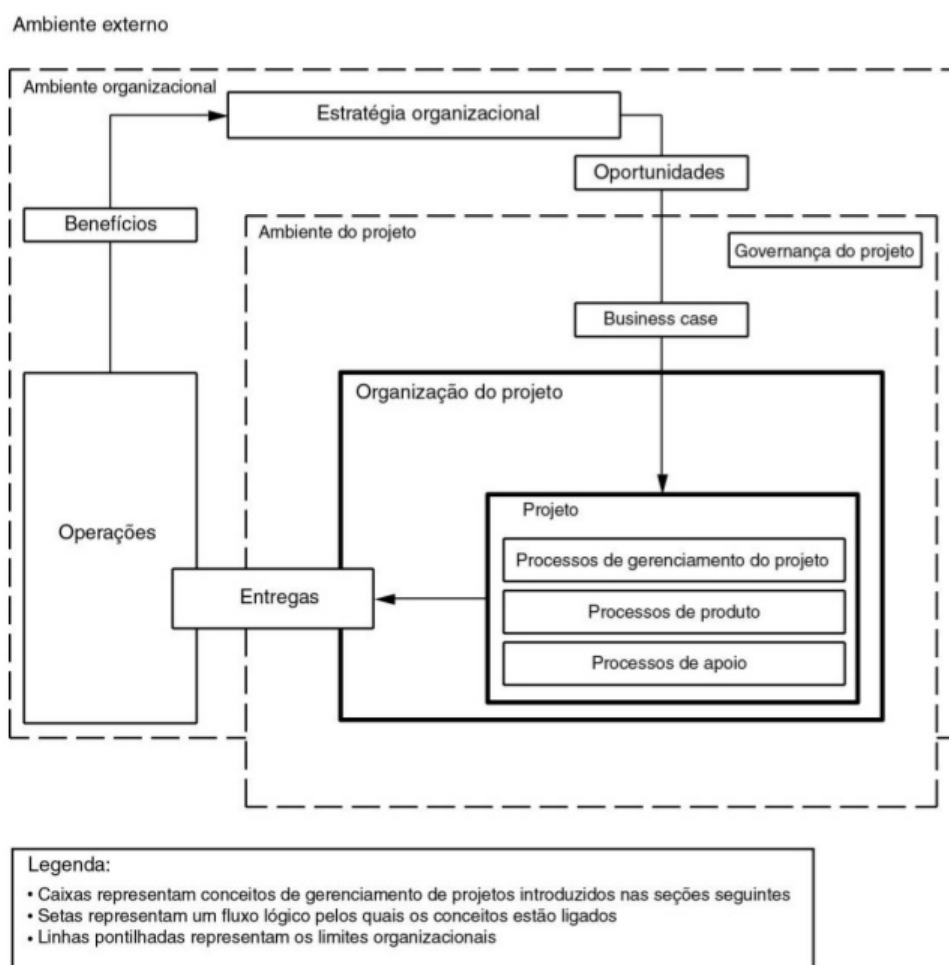 Ambiente externo
Ambiente organizacional
Estratégia organizacional
Oportunidades
Benefícios
Ambiente do projeto
Governança do projeto
Business case
Organização do projeto
Operações
Projeto
Processos de gerenciamento do projeto
Entregas
Processos de produto
Processos de apoio
Legenda:
• Caixas representam conceitos de gerenciamento de projetos introduzidos nas seções seguintes
• Setas representam um fluxo lógico pelos quais os conceitos estão ligados
• Linhas pontilhadas representam os limites organizacionais